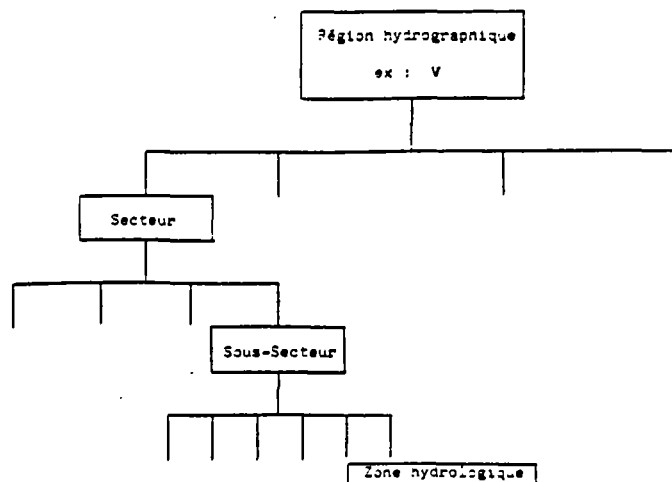 Région hydrographique
ex : V
Secteur
Sous-Secteur
Zone hydrologique